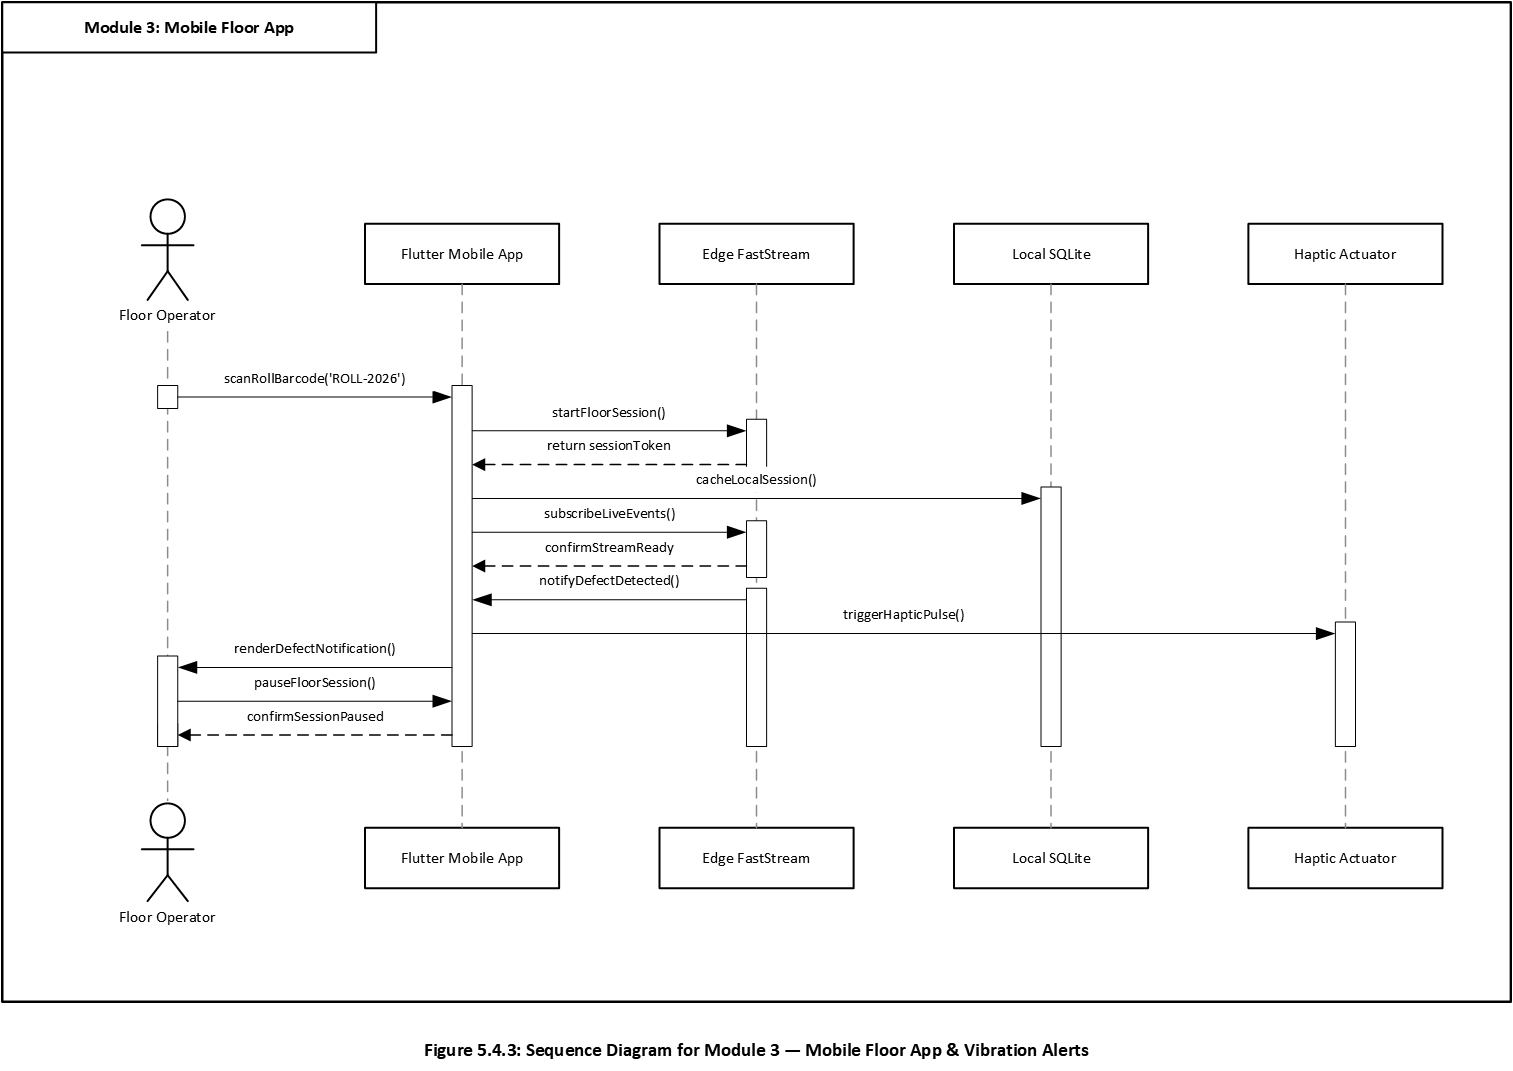 Module 3: Mobile Floor App
Floor Operator
Flutter Mobile App
Edge FastStream
Local SQLite
Haptic Actuator
scanRollBarcode('ROLL-2026')
startFloorSession()
return sessionToken
cacheLocalSession()
subscribeLiveEvents()
confirmStreamReady
notifyDefectDetected()
triggerHapticPulse()
renderDefectNotification()
pauseFloorSession()
confirmSessionPaused
Floor Operator
Flutter Mobile App
Edge FastStream
Local SQLite
Haptic Actuator
Figure 5.4.3: Sequence Diagram for Module 3 — Mobile Floor App & Vibration Alerts